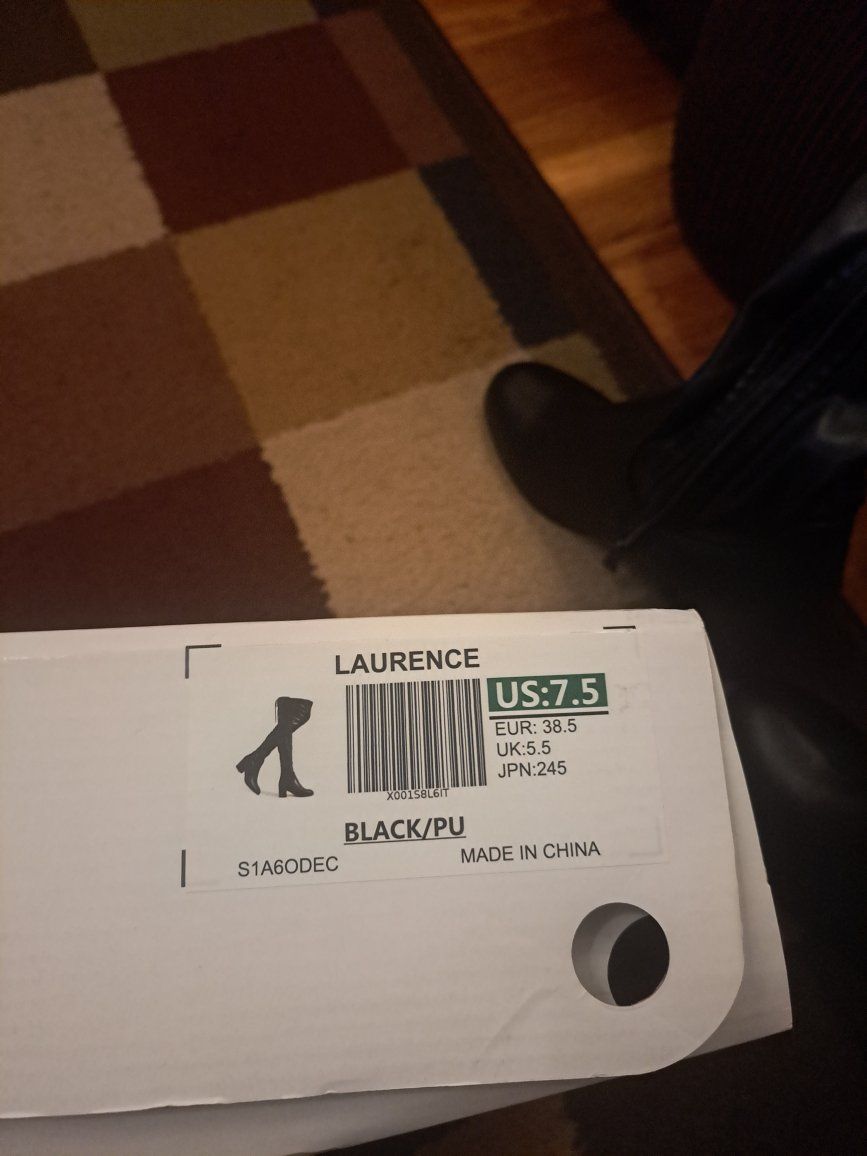 LAURENCE
US:7.5
EUR: 38.5
UK:5.5
JPN:245
X001S8L6IT
BLACK/PU
S1A6ODEC
MADE IN CHINA